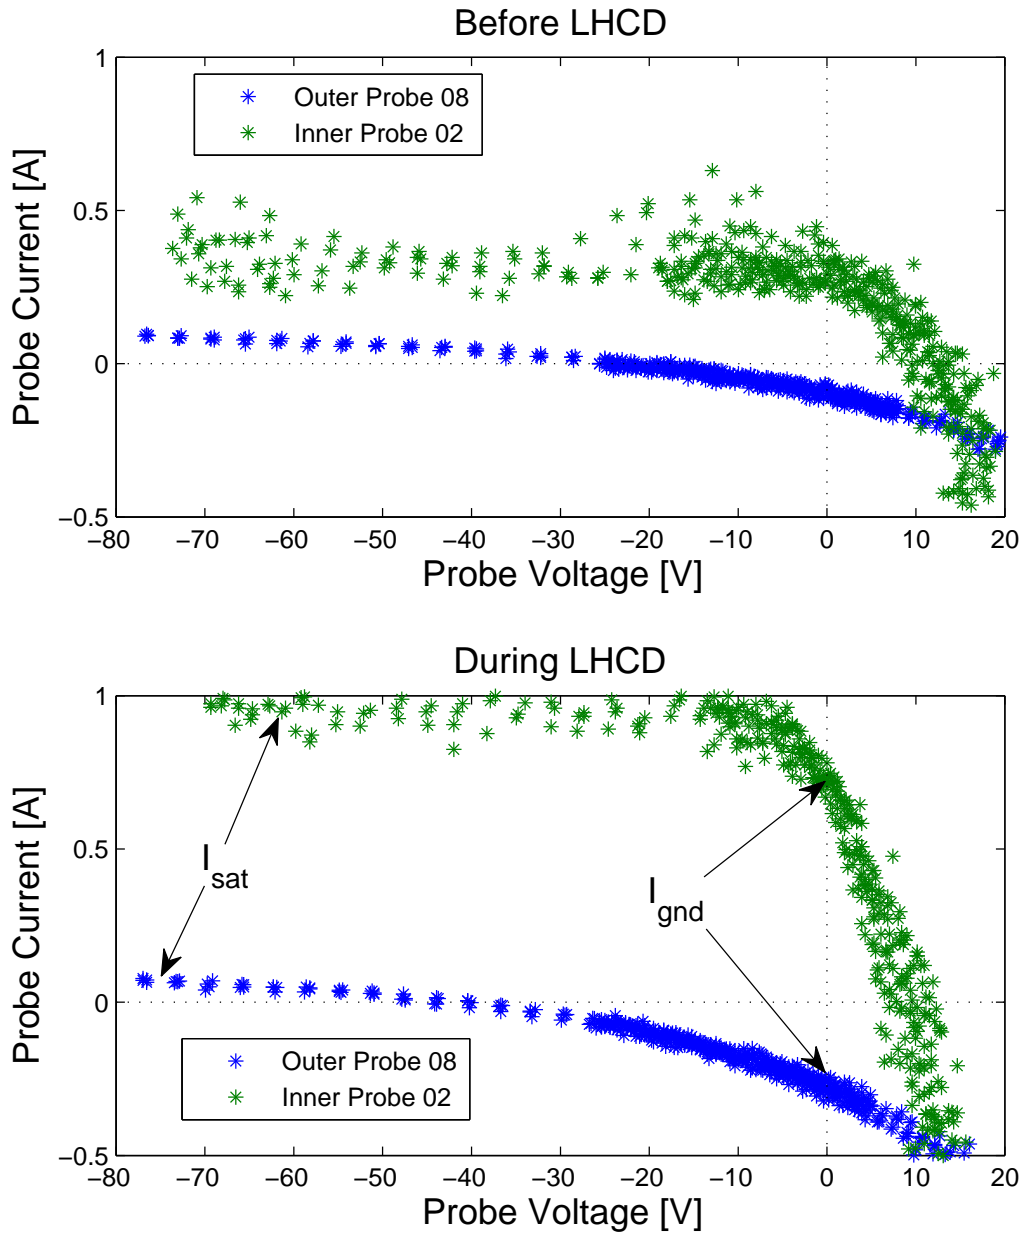 Before LHCD
Outer Probe 08
Inner Probe 02
Probe Current [A]
1
0.5
0
−0.5
−80 −70 −60 −50 −40 −30 −20 −10 0 10 20
Probe Voltage [V]
During LHCD
Probe Current [A]
1
0.5
0
−0.5
I_sat
I_gnd
Outer Probe 08
Inner Probe 02
−80 −70 −60 −50 −40 −30 −20 −10 0 10 20
Probe Voltage [V]